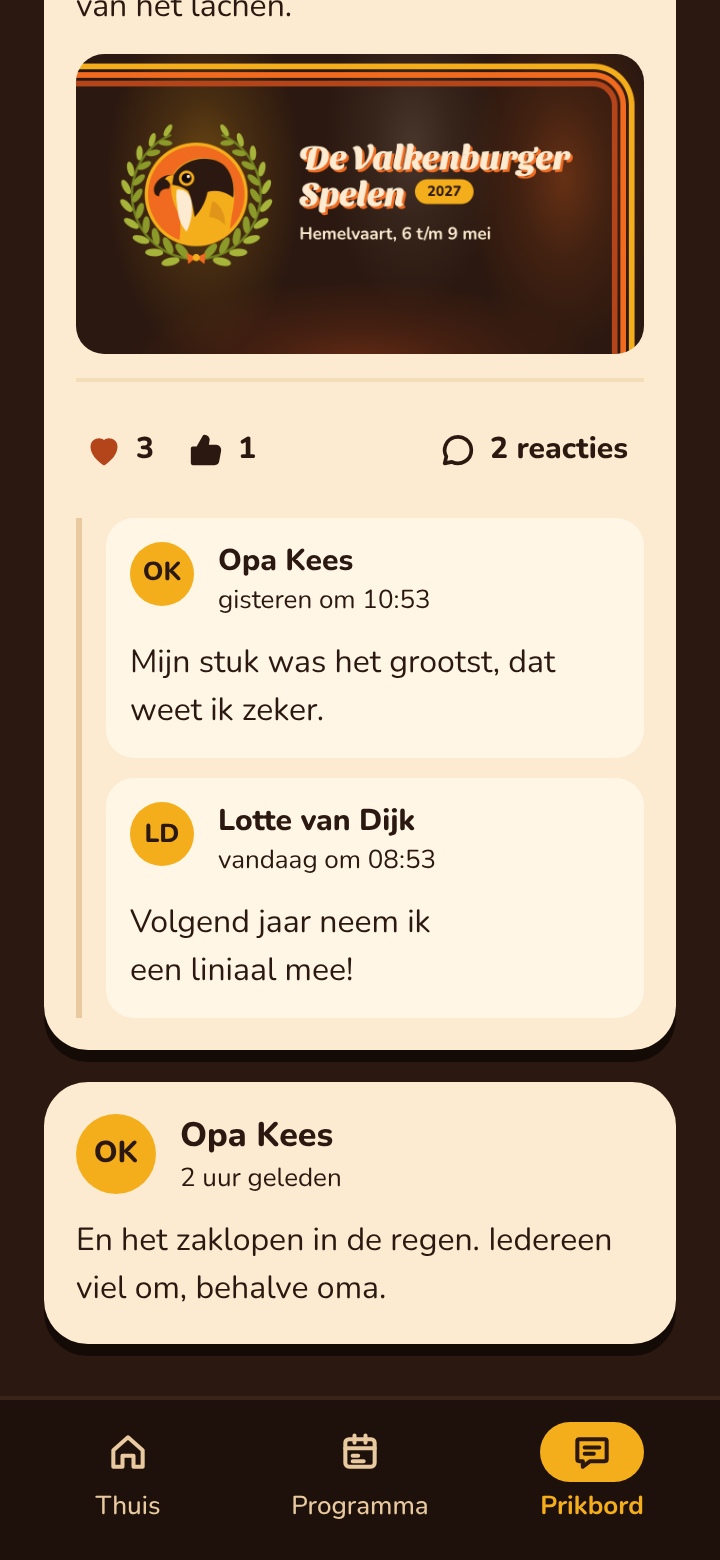 van het lachen.
De Valkenburger
Spelen 2027
Hemelvaart, 6 t/m 9 mei
3 1 2 reacties
OK Opa Kees
gisteren om 10:53
Mijn stuk was het grootst, dat
weet ik zeker.
LD Lotte van Dijk
vandaag om 08:53
Volgend jaar neem ik
een liniaal mee!
OK Opa Kees
2 uur geleden
En het zaklopen in de regen. Iedereen
viel om, behalve oma.
Thuis Programma Prikbord